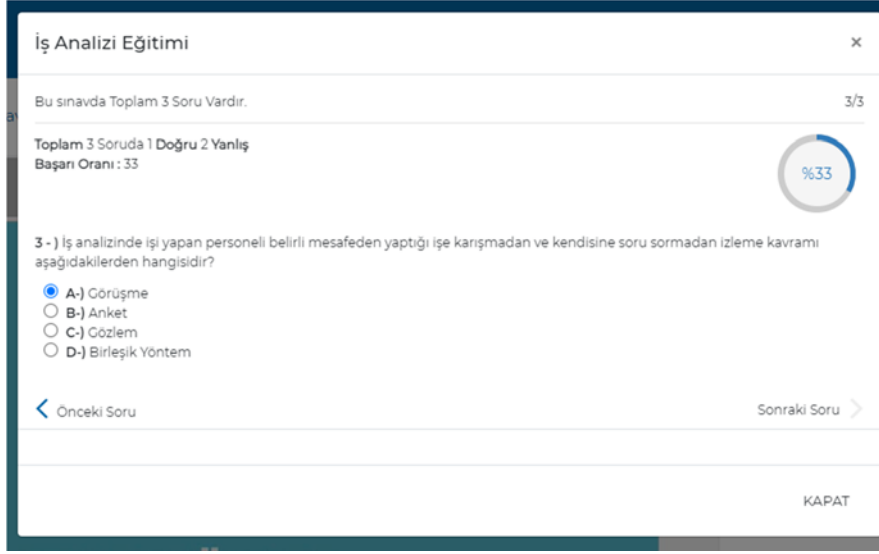 İş Analizi Eğitimi
×
Bu sınavda Toplam 3 Soru Vardır.
3/3
Toplam 3 Soruda 1 Doğru 2 Yanlış
Başarı Oranı : 33
%33
3 - ) İş analizinde işi yapan personeli belirli mesafeden yaptığı işe karışmadan ve kendisine soru sormadan izleme kavramı
aşağıdakilerden hangisidir?
A-) Görüşme
B-) Anket
C-) Gözlem
D-) Birleşik Yöntem
Önceki Soru
Sonraki Soru
KAPAT